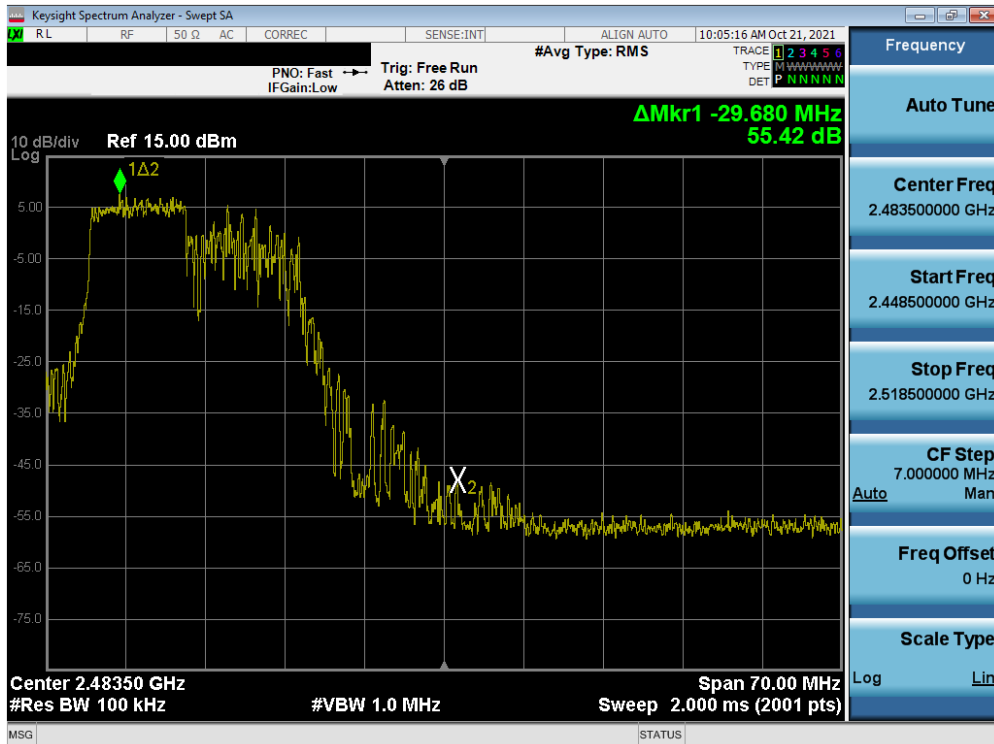 Keysight Spectrum Analyzer - Swept SA
LXI RL RF 50 Ω AC CORREC SENSE:INT ALIGN AUTO 10:05:16 AM Oct 21, 2021
#Avg Type: RMS
TRACE 1 2 3 4 5 6
PNO: Fast Trig: Free Run
TYPE M WWWWW
IFGain:Low Atten: 26 dB
DET P N N N N N
ΔMkr1 -29.680 MHz
55.42 dB
10 dB/div Ref 15.00 dBm
Log
1Δ2
5.00
-5.00
-15.0
-25.0
-35.0
-45.0
X2
-55.0
-65.0
-75.0
Center 2.48350 GHz Span 70.00 MHz
#Res BW 100 kHz #VBW 1.0 MHz Sweep 2.000 ms (2001 pts)
MSG STATUS
Frequency
Auto Tune
Center Freq
2.483500000 GHz
Start Freq
2.448500000 GHz
Stop Freq
2.518500000 GHz
CF Step
7.000000 MHz
Auto Man
Freq Offset
0 Hz
Scale Type
Log Lin